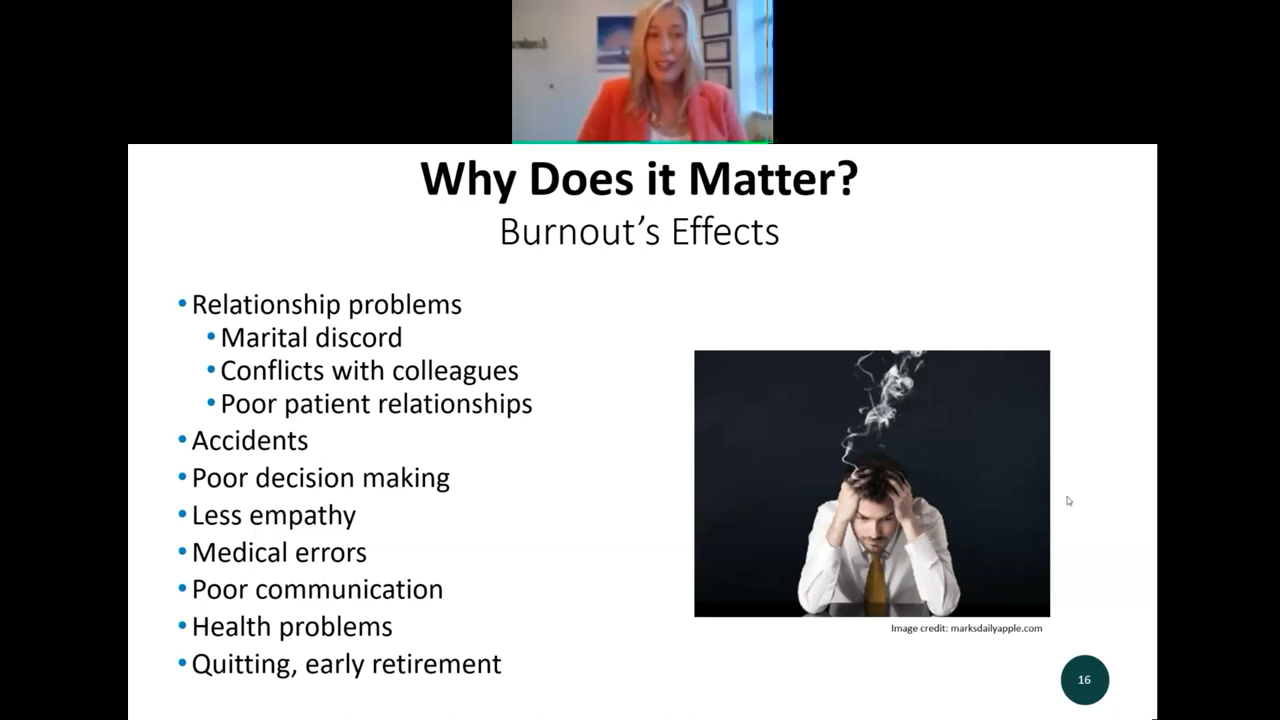 Why Does it Matter?
Burnout’s Effects
• Relationship problems
• Marital discord
• Conflicts with colleagues
• Poor patient relationships
• Accidents
• Poor decision making
• Less empathy
• Medical errors
• Poor communication
• Health problems
• Quitting, early retirement
Image credit: marksdailyapple.com
16